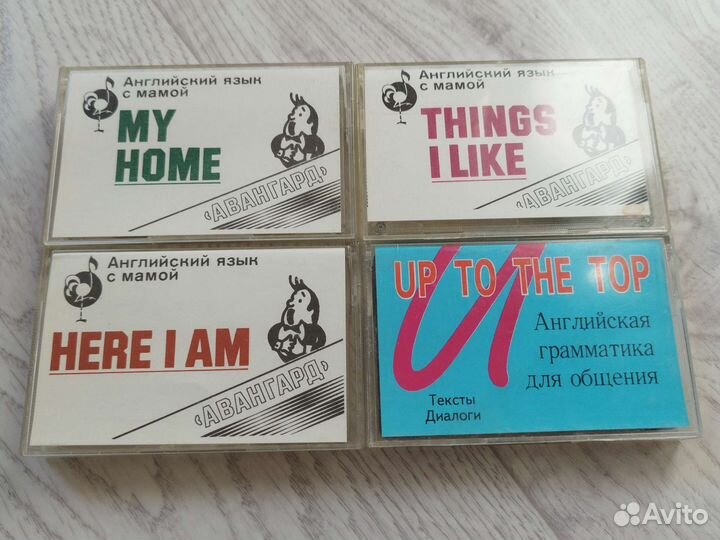 Английский язык
с мамой
MY
HOME
«АВАНГАРД»
Английский язык
с мамой
THINGS
I LIKE
«АВАНГАРД»
Английский язык
с мамой
HERE I AM
«АВАНГАРД»
UP TO THE TOP
U
Английская
грамматика
для общения
Тексты
Диалоги
Avito